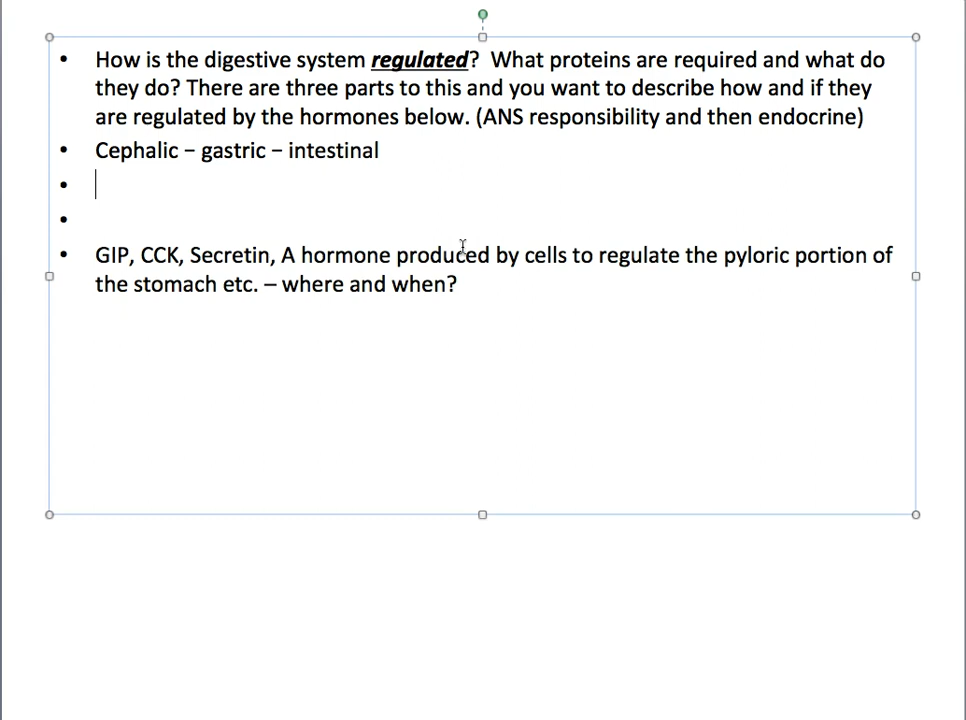 • How is the digestive system regulated?  What proteins are required and what do
they do? There are three parts to this and you want to describe how and if they
are regulated by the hormones below. (ANS responsibility and then endocrine)
• Cephalic – gastric – intestinal
•
•
• GIP, CCK, Secretin, A hormone produced by cells to regulate the pyloric portion of
the stomach etc. – where and when?